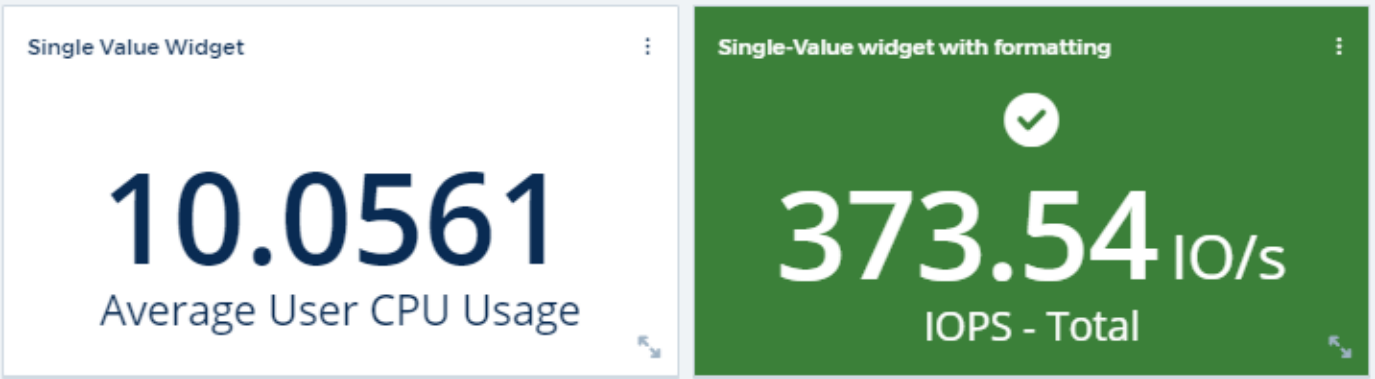 Single Value Widget
10.0561
Average User CPU Usage
Single-Value widget with formatting
373.54 IO/s
IOPS - Total